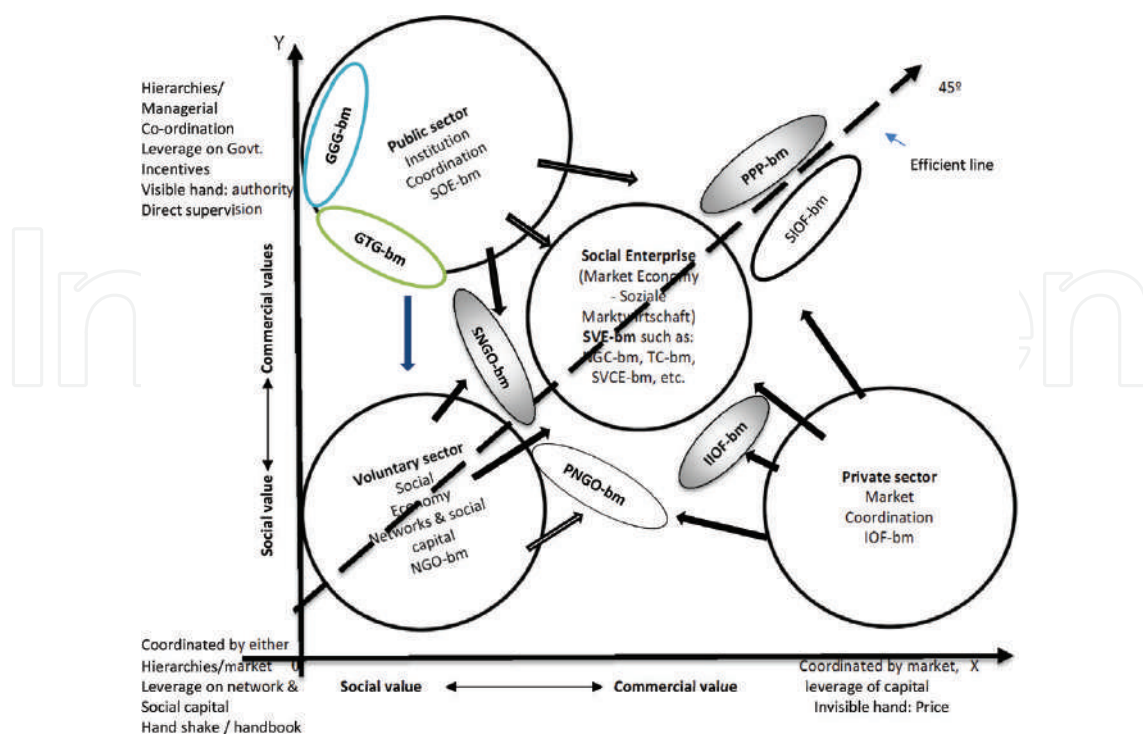 Y
Hierarchies/
Managerial
Co-ordination
Leverage on Govt.
Incentives
Visible hand: authority
Direct supervision
GGG-bm
Public sector
Institution
Coordination
SOE-bm
GTG-bm
45º
Efficient line
PPP-bm
SIOF-bm
Social Enterprise
(Market Economy
- Soziale
Marktwirtschaft)
SVE-bm such as:
NGC-bm, TC-bm,
SVCE-bm, etc.
SNGO-bm
Commercial values
Social value
Voluntary sector
Social
Economy
Networks & social
capital
NGO-bm
PNGO-bm
IIOF-bm
Private sector
Market
Coordination
IOF-bm
Coordinated by either
Hierarchies/market 0
Leverage on network &
Social capital
Hand shake / handbook
Social value
Commercial value
Coordinated by market, X
leverage of capital
Invisible hand: Price
In
en